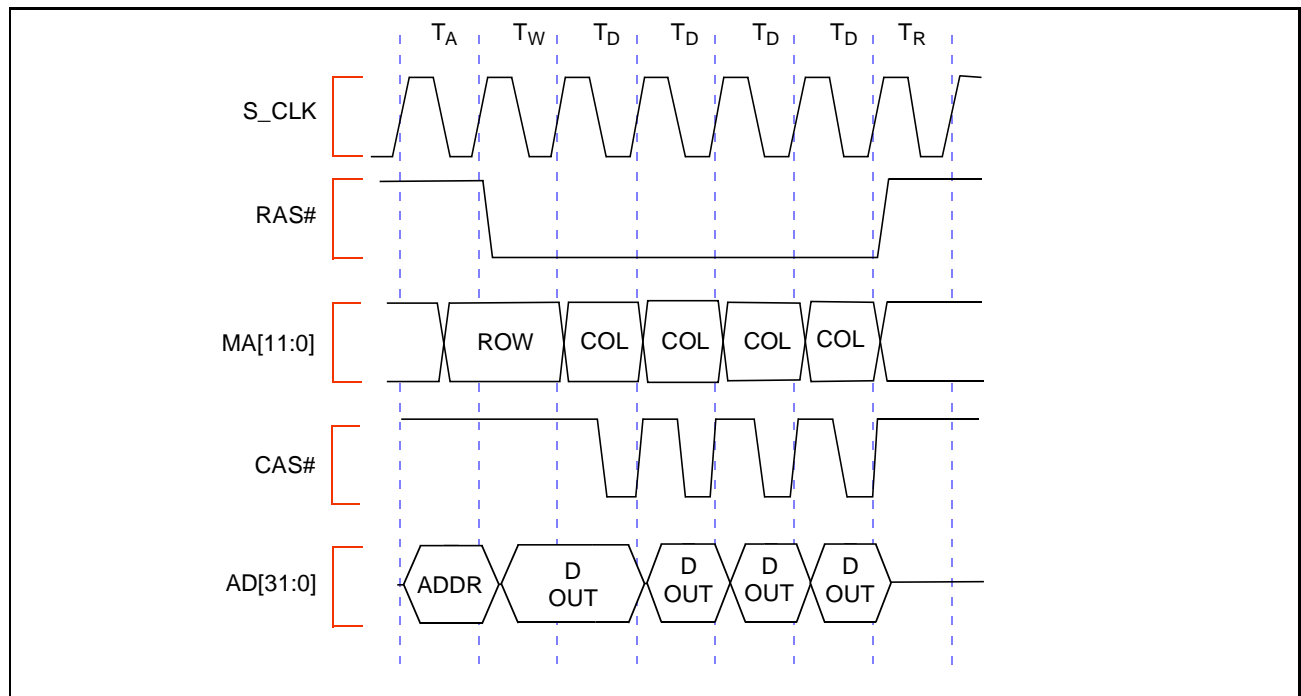 TA TW TD TD TD TD TR
S_CLK
RAS#
MA[11:0] ROW COL COL COL COL
CAS#
AD[31:0] ADDR D OUT D OUT D OUT D OUT